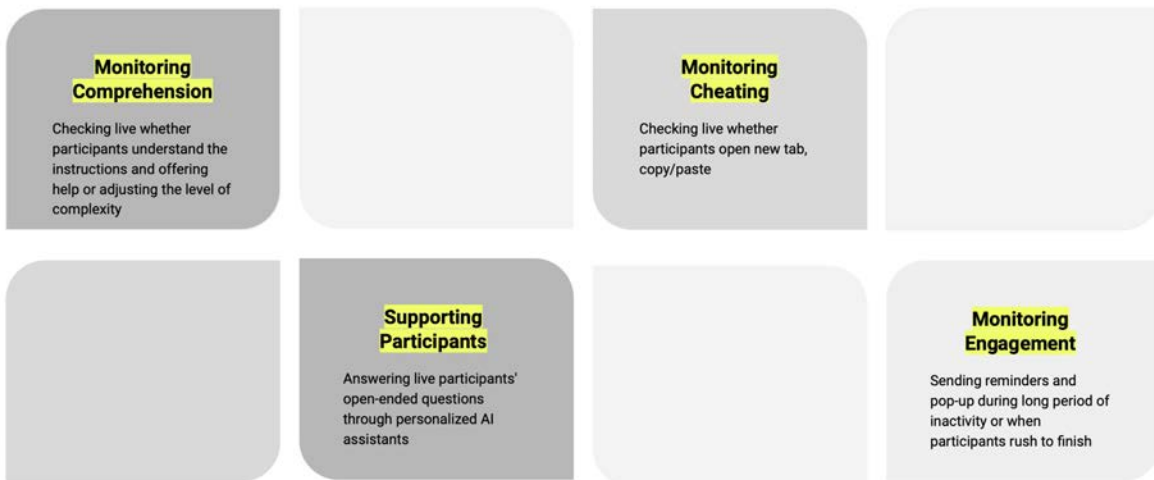 Monitoring
Comprehension
Checking live whether
participants understand the
instructions and offering
help or adjusting the level of
complexity
Monitoring
Cheating
Checking live whether
participants open new tab,
copy/paste
Supporting
Participants
Answering live participants'
open-ended questions
through personalized AI
assistants
Monitoring
Engagement
Sending reminders and
pop-up during long period of
inactivity or when
participants rush to finish